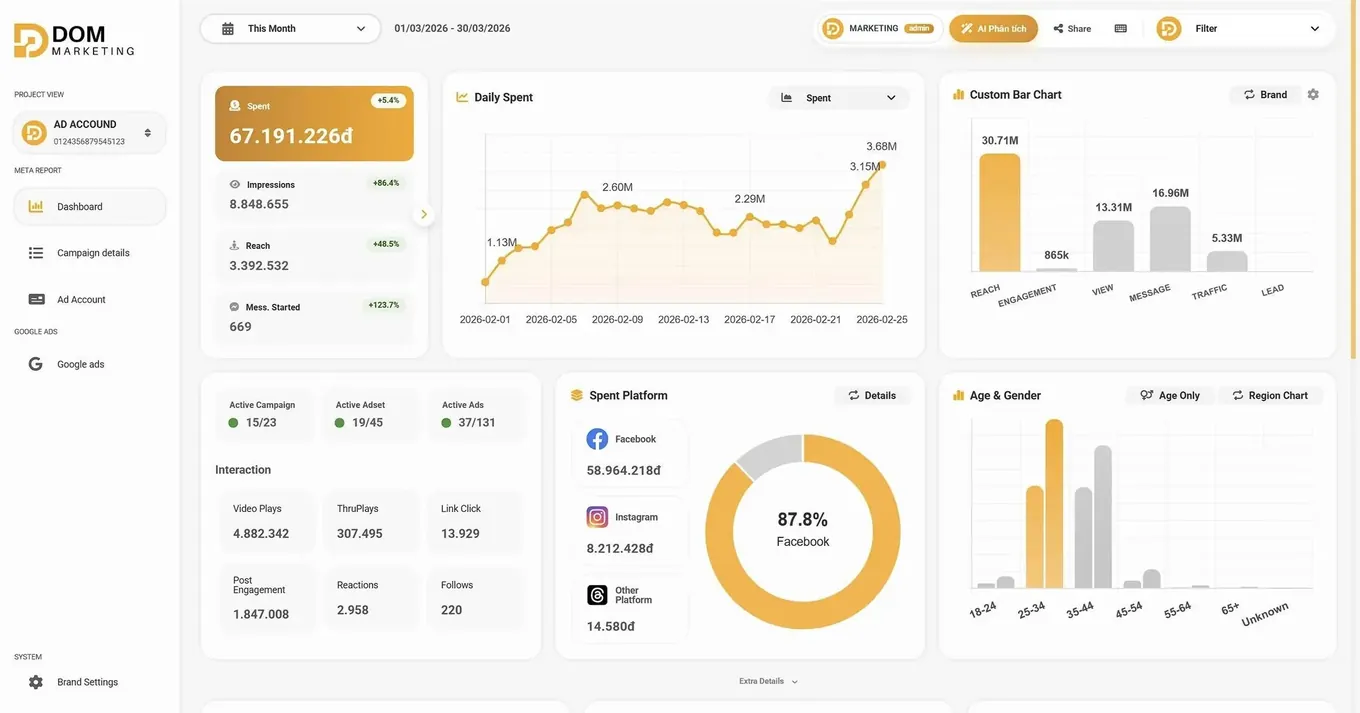 DOM
MARKETING
PROJECT VIEW
AD ACCOUND
0124356879545123
META REPORT
Dashboard
Campaign details
Ad Account
GOOGLE ADS
Google ads
SYSTEM
Brand Settings
This Month
01/03/2026 - 30/03/2026
MARKETING admin
AI Phân tích
Share
Filter
Spent
+5.4%
67.191.226đ
Impressions
+86.4%
8.848.655
Reach
+48.5%
3.392.532
Mess. Started
+123.7%
669
Daily Spent
Spent
3.68M
3.15M
2.60M
2.29M
1.13M
2026-02-01 2026-02-05 2026-02-09 2026-02-13 2026-02-17 2026-02-21 2026-02-25
Custom Bar Chart
Brand
30.71M
865k
13.31M
16.96M
5.33M
REACH ENGAGEMENT VIEW MESSAGE TRAFFIC LEAD
Active Campaign
15/23
Active Adset
19/45
Active Ads
37/131
Interaction
Video Plays
4.882.342
ThruPlays
307.495
Link Click
13.929
Post
Engagement
1.847.008
Reactions
2.958
Follows
220
Spent Platform
Details
Facebook
58.964.218đ
Instagram
8.212.428đ
Other
Platform
14.580đ
87.8%
Facebook
Age & Gender
Age Only
Region Chart
18-24 25-34 35-44 45-54 55-64 65+ Unknown
Extra Details